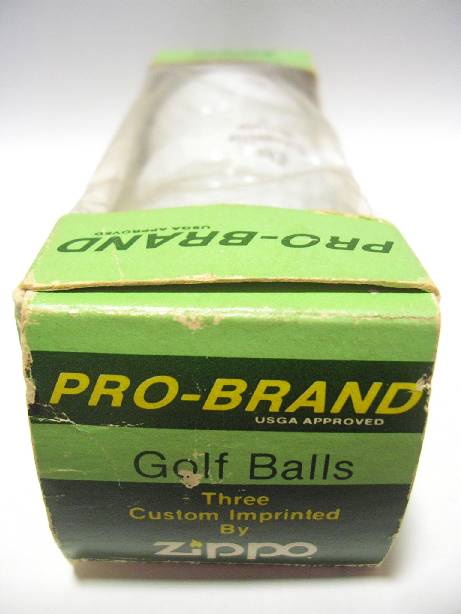 PRO-BRAND
USGA APPROVED
PRO-BRAND
USGA APPROVED
Golf Balls
Three
Custom Imprinted
By
Zippo